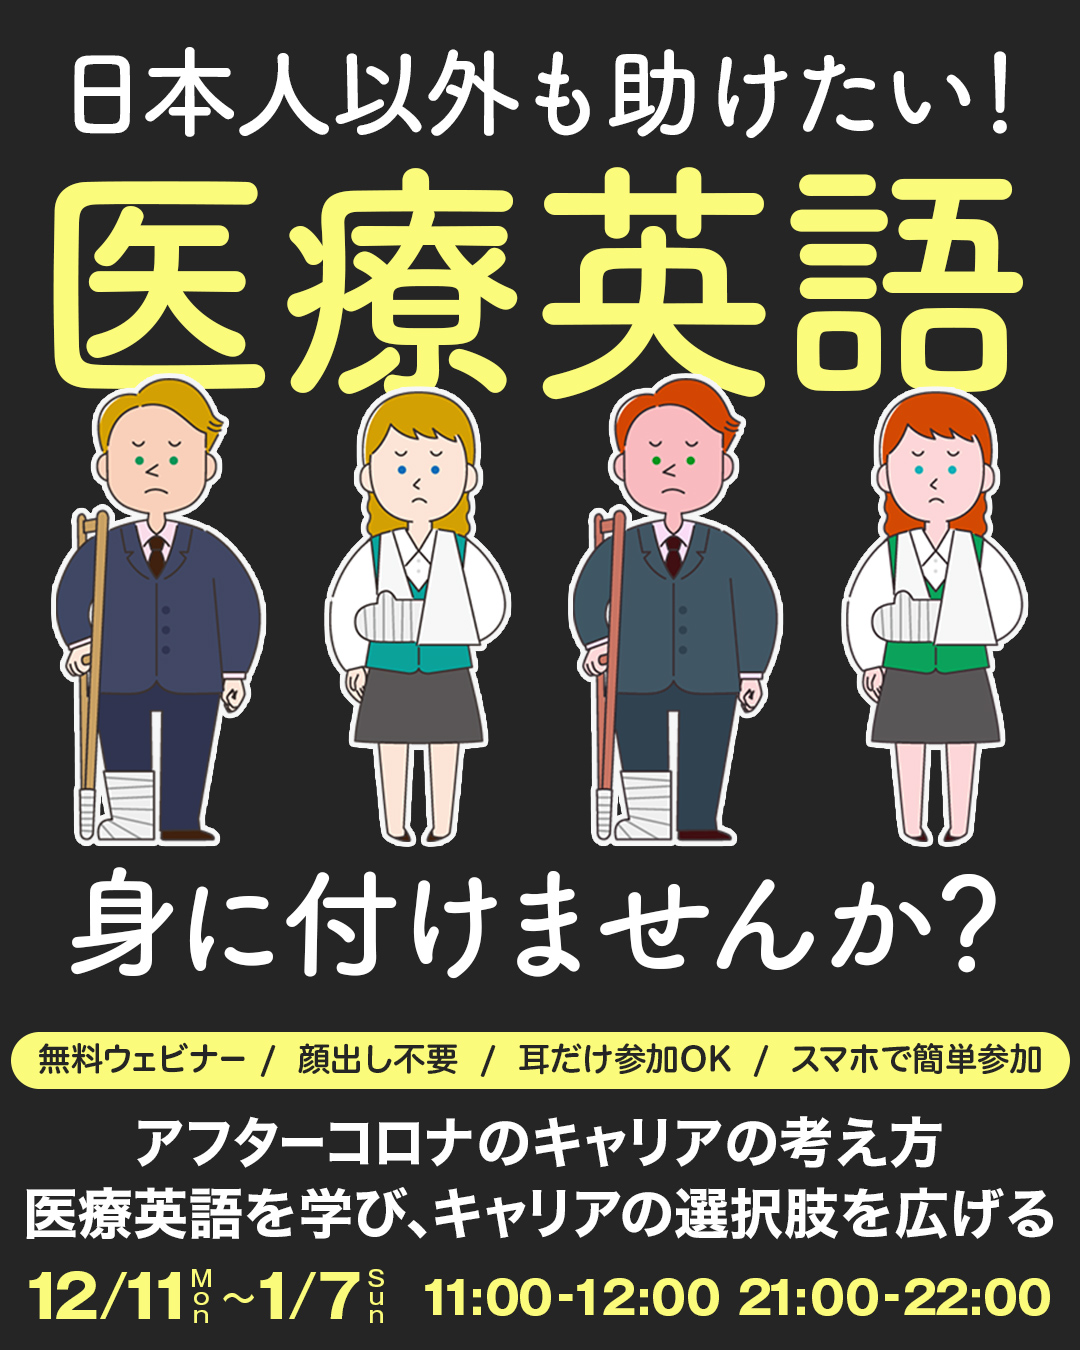 日本人以外も助けたい!
医療英語
身に付けませんか?
無料ウェビナー / 顔出し不要 / 耳だけ参加OK / スマホで簡単参加
アフターコロナのキャリアの考え方
医療英語を学び、キャリアの選択肢を広げる
12/11 Mon ～ 1/7 Sun 11:00-12:00 21:00-22:00